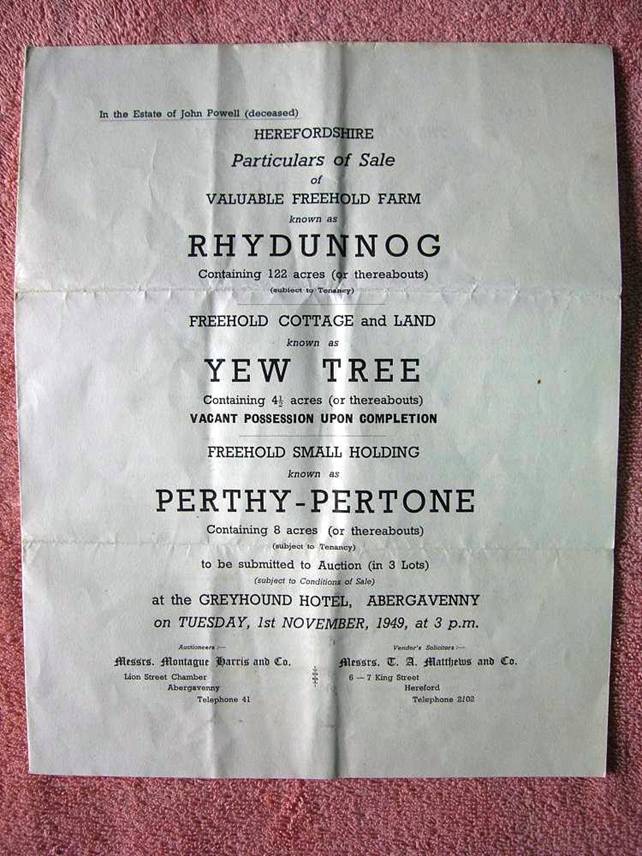 In the Estate of John Powell (deceased)
HEREFORDSHIRE
Particulars of Sale
of
VALUABLE FREEHOLD FARM
known as
RHYDUNNOG
Containing 122 acres (or thereabouts)
(subject to Tenancy)
FREEHOLD COTTAGE and LAND
known as
YEW TREE
Containing 4½ acres (or thereabouts)
VACANT POSSESSION UPON COMPLETION
FREEHOLD SMALL HOLDING
known as
PERTHY-PERTONE
Containing 8 acres (or thereabouts)
(subject to Tenancy)
to be submitted to Auction (in 3 Lots)
(subject to Conditions of Sale)
at the GREYHOUND HOTEL, ABERGAVENNY
on TUESDAY, 1st NOVEMBER, 1949, at 3 p.m.
Auctioneers :—
Messrs. Montague Harris and Co.
Lion Street Chamber
Abergavenny
Telephone 41
Vendor's Solicitors :—
Messrs. T. A. Matthews and Co.
6 — 7 King Street
Hereford
Telephone 2102